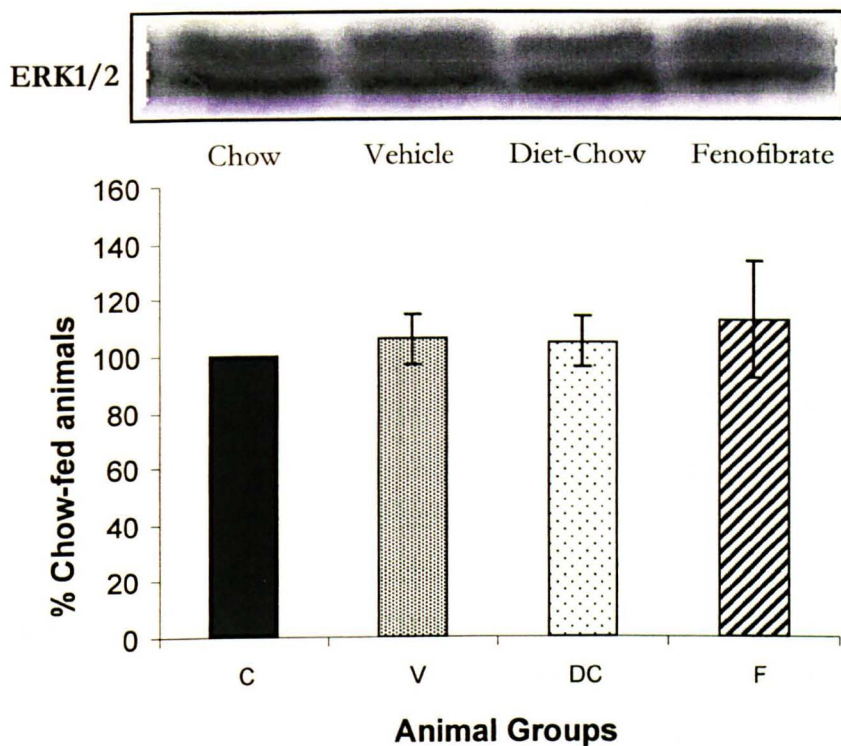 ERK1/2
Chow Vehicle Diet-Chow Fenofibrate
160
140
120
100
80
60
40
20
0
% Chow-fed animals
C V DC F
Animal Groups